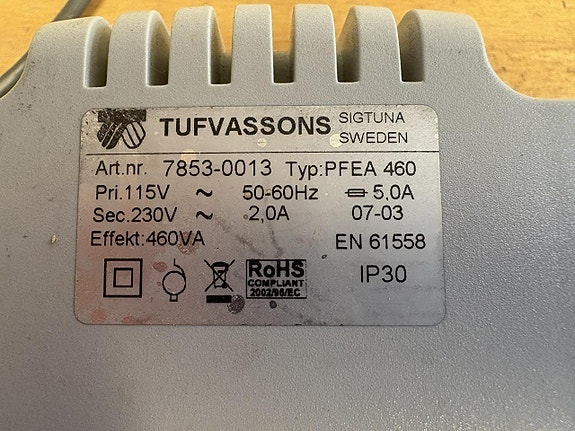 TUFVASSONS SIGTUNA SWEDEN
Art.nr. 7853-0013 Typ:PFEA 460
Pri.115V ~ 50-60Hz 5,0A
Sec.230V ~ 2,0A 07-03
Effekt:460VA EN 61558
RoHS
COMPLIANT
2002/95/EC
IP30